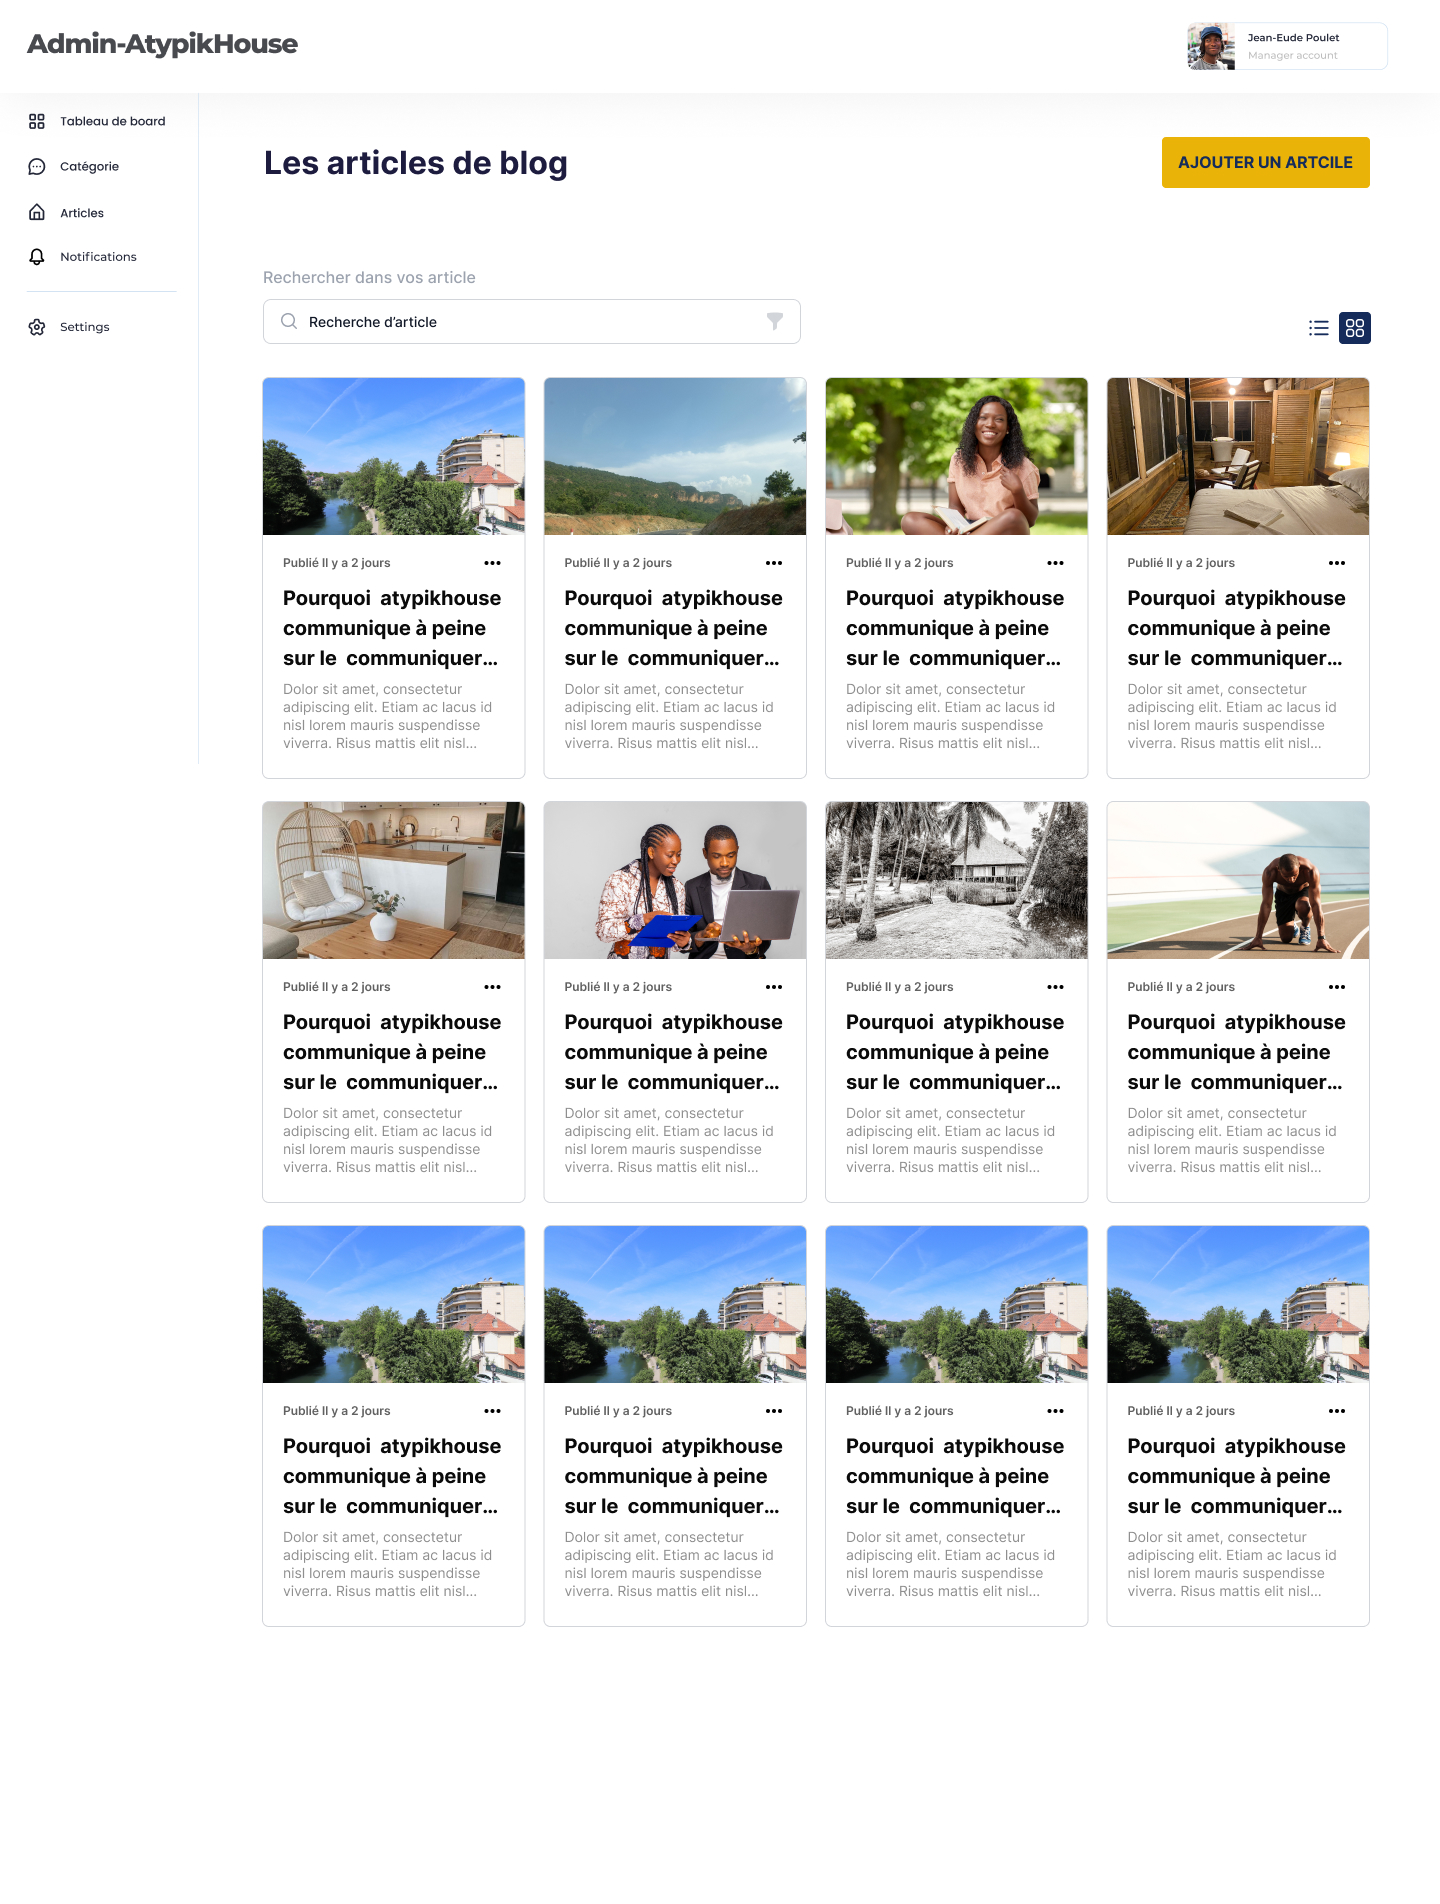 Admin-AtypikHouse
Jean-Eude Poulet
Manager account
Tableau de board
Catégorie
Articles
Notifications
Settings
Les articles de blog
AJOUTER UN ARTCILE
Rechercher dans vos article
Recherche d'article
Publié Il y a 2 jours
Pourquoi atypikhouse
communique à peine
sur le communiquer...
Dolor sit amet, consectetur
adipiscing elit. Etiam ac lacus id
nisl lorem mauris suspendisse
viverra. Risus mattis elit nisl...
Publié Il y a 2 jours
Pourquoi atypikhouse
communique à peine
sur le communiquer...
Dolor sit amet, consectetur
adipiscing elit. Etiam ac lacus id
nisl lorem mauris suspendisse
viverra. Risus mattis elit nisl...
Publié Il y a 2 jours
Pourquoi atypikhouse
communique à peine
sur le communiquer...
Dolor sit amet, consectetur
adipiscing elit. Etiam ac lacus id
nisl lorem mauris suspendisse
viverra. Risus mattis elit nisl...
Publié Il y a 2 jours
Pourquoi atypikhouse
communique à peine
sur le communiquer...
Dolor sit amet, consectetur
adipiscing elit. Etiam ac lacus id
nisl lorem mauris suspendisse
viverra. Risus mattis elit nisl...
Publié Il y a 2 jours
Pourquoi atypikhouse
communique à peine
sur le communiquer...
Dolor sit amet, consectetur
adipiscing elit. Etiam ac lacus id
nisl lorem mauris suspendisse
viverra. Risus mattis elit nisl...
Publié Il y a 2 jours
Pourquoi atypikhouse
communique à peine
sur le communiquer...
Dolor sit amet, consectetur
adipiscing elit. Etiam ac lacus id
nisl lorem mauris suspendisse
viverra. Risus mattis elit nisl...
Publié Il y a 2 jours
Pourquoi atypikhouse
communique à peine
sur le communiquer...
Dolor sit amet, consectetur
adipiscing elit. Etiam ac lacus id
nisl lorem mauris suspendisse
viverra. Risus mattis elit nisl...
Publié Il y a 2 jours
Pourquoi atypikhouse
communique à peine
sur le communiquer...
Dolor sit amet, consectetur
adipiscing elit. Etiam ac lacus id
nisl lorem mauris suspendisse
viverra. Risus mattis elit nisl...
Publié Il y a 2 jours
Pourquoi atypikhouse
communique à peine
sur le communiquer...
Dolor sit amet, consectetur
adipiscing elit. Etiam ac lacus id
nisl lorem mauris suspendisse
viverra. Risus mattis elit nisl...
Publié Il y a 2 jours
Pourquoi atypikhouse
communique à peine
sur le communiquer...
Dolor sit amet, consectetur
adipiscing elit. Etiam ac lacus id
nisl lorem mauris suspendisse
viverra. Risus mattis elit nisl...
Publié Il y a 2 jours
Pourquoi atypikhouse
communique à peine
sur le communiquer...
Dolor sit amet, consectetur
adipiscing elit. Etiam ac lacus id
nisl lorem mauris suspendisse
viverra. Risus mattis elit nisl...
Publié Il y a 2 jours
Pourquoi atypikhouse
communique à peine
sur le communiquer...
Dolor sit amet, consectetur
adipiscing elit. Etiam ac lacus id
nisl lorem mauris suspendisse
viverra. Risus mattis elit nisl...